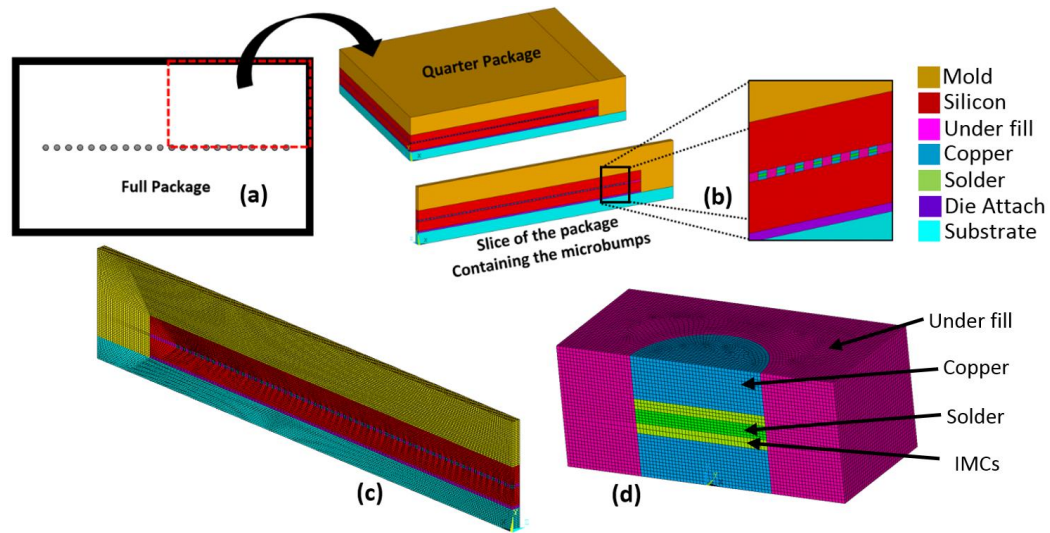 Full Package
(a)
Quarter Package
Slice of the package
Containing the microbumps
(b)
Mold
Silicon
Under fill
Copper
Solder
Die Attach
Substrate
(c)
Under fill
Copper
Solder
IMCs
(d)